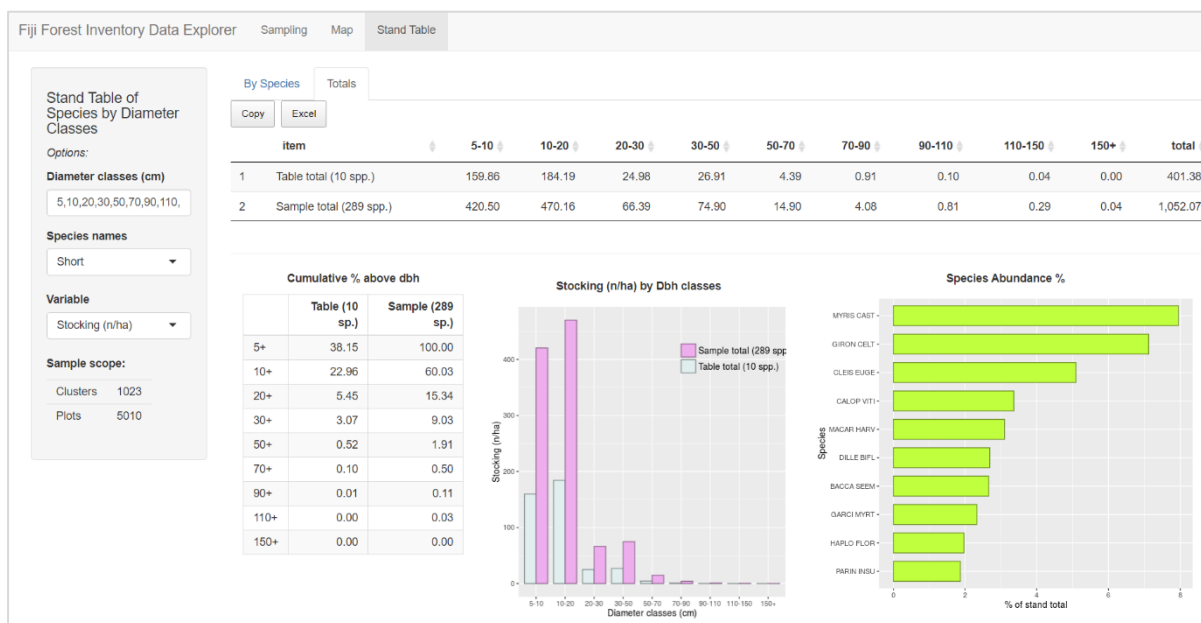 Fiji Forest Inventory Data Explorer Sampling Map Stand Table
Stand Table of
Species by Diameter
Classes
Options:
Diameter classes (cm)
5,10,20,30,50,70,90,110,
Species names
Short
Variable
Stocking (n/ha)
Sample scope:
Clusters 1023
Plots 5010
By Species Totals
Copy Excel
item 5-10 10-20 20-30 30-50 50-70 70-90 90-110 110-150 150+ total
1 Table total (10 spp.) 159.86 184.19 24.98 26.91 4.39 0.91 0.10 0.04 0.00 401.38
2 Sample total (289 spp.) 420.50 470.16 66.39 74.90 14.90 4.08 0.81 0.29 0.04 1,052.07
Cumulative % above dbh
Table (10 Sample (289
sp.) sp.)
5+ 38.15 100.00
10+ 22.96 60.03
20+ 5.45 15.34
30+ 3.07 9.03
50+ 0.52 1.91
70+ 0.10 0.50
90+ 0.01 0.11
110+ 0.00 0.03
150+ 0.00 0.00
Stocking (n/ha) by Dbh classes
Sample total (289 spp
Table total (10 spp.)
Stocking (n/ha)
400
300
200
100
0
5-10 10-20 20-30 30-50 50-70 70-90 90-110 110-150 150+
Diameter classes (cm)
Species Abundance %
Species
MYRIS CAST
GIRON CELT
CLEIS EUGE
CALOP VITI
MACAR HARV
DILLE BIFL
BACCA SEEM
GARCI MYRT
HAPLO FLOR
PARIN INSU
0 2 4 6 8
% of stand total